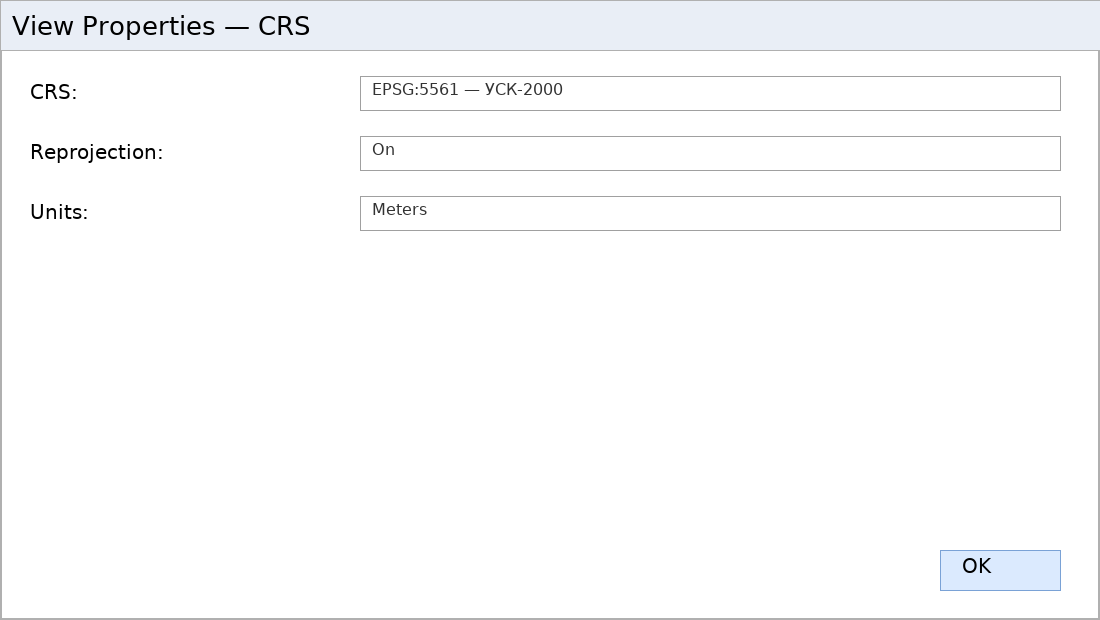 View Properties — CRS
CRS:
EPSG:5561 — УСК-2000
Reprojection:
On
Units:
Meters
OK